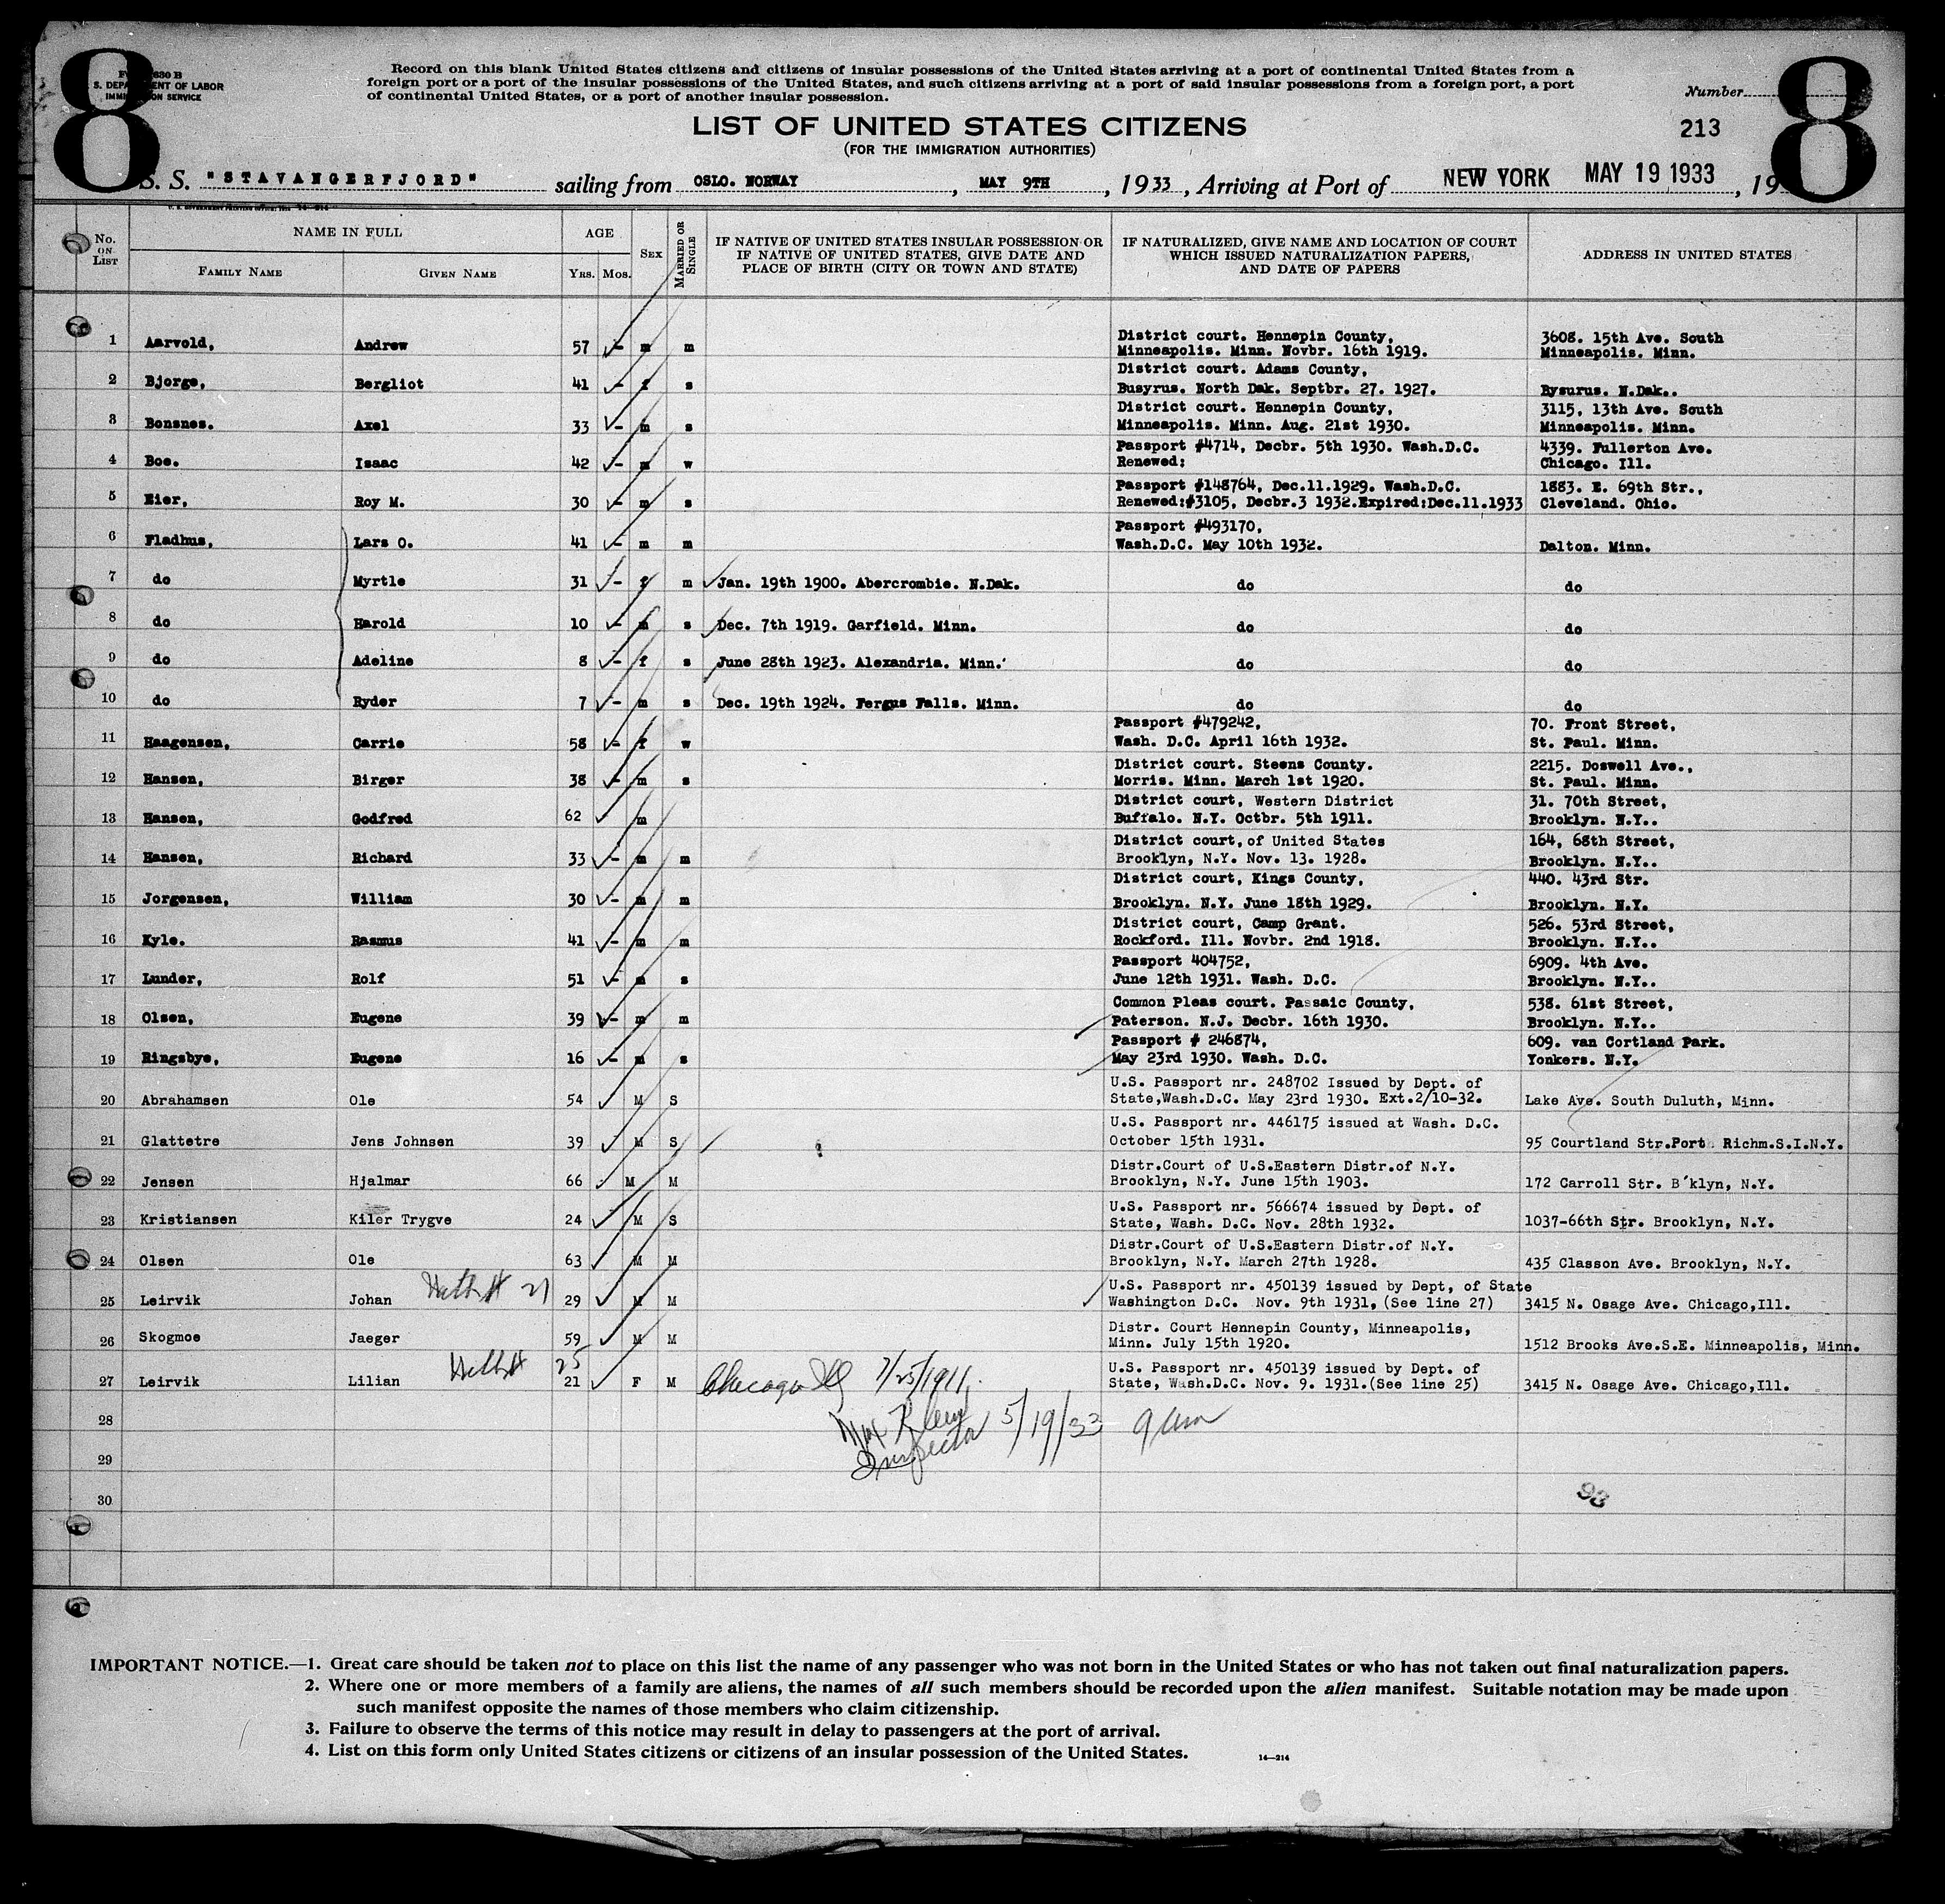 8
8
FORM 630 B
U. S. DEPARTMENT OF LABOR
IMMIGRATION SERVICE
Record on this blank United States citizens and citizens of insular possessions of the United States arriving at a port of continental United States from a
foreign port or a port of the insular possessions of the United States, and such citizens arriving at a port of said insular possessions from a foreign port, a port
of continental United States, or a port of another insular possession.
Number
LIST OF UNITED STATES CITIZENS
213
(FOR THE IMMIGRATION AUTHORITIES)
S. S. "STAVANGERFJORD" sailing from OSLO. NORWAY, MAY 9TH, 1933, Arriving at Port of NEW YORK MAY 19 1933, 19
No. ON LIST NAME IN FULL AGE Sex MARRIED OR SINGLE IF NATIVE OF UNITED STATES INSULAR POSSESSION OR IF NATIVE OF UNITED STATES, GIVE DATE AND PLACE OF BIRTH (CITY OR TOWN AND STATE) IF NATURALIZED, GIVE NAME AND LOCATION OF COURT WHICH ISSUED NATURALIZATION PAPERS, AND DATE OF PAPERS ADDRESS IN UNITED STATES
FAMILY NAME GIVEN NAME YRS. MOS.
District court. Hennepin County, 3608. 15th Ave. South
1 Aarvold, Andrew 57 - m m Minneapolis. Minn. Novbr. 16th 1919. Minneapolis. Minn.
District court. Adams County,
2 Bjorge, Bergliot 41 - f s Busyrus. North Dak. Septbr. 27. 1927. Bysurus. N.Dak..
District court. Hennepin County, 3115, 13th Ave. South
3 Bonsnes. Axel 33 - m s Minneapolis. Minn. Aug. 21st 1930. Minneapolis. Minn.
Passport #4714, Decbr. 5th 1930. Wash.D.C. 4339. Fullerton Ave.
4 Boe. Isaac 42 - m w Renewed: Chicago. Ill.
Passport #148764, Dec.11.1929. Wash.D.C. 1883. E. 69th Str.,
5 Eier, Roy M. 30 - m s Renewed:#3105, Decbr.3 1932.Expired:Dec.11.1933 Cleveland. Ohio.
Passport #493170,
6 Fladhus, Lars O. 41 - m m Wash.D.C. May 10th 1932. Dalton. Minn.
7 do Myrtle 31 - f m Jan. 19th 1900. Abercrombie. N.Dak. do do
8 do Harold 10 - m s Dec. 7th 1919. Garfield. Minn. do do
9 do Adeline 8 - f s June 28th 1923. Alexandria. Minn. do do
10 do Ryder 7 - m s Dec. 19th 1924. Fergus Falls. Minn. do do
Passport #479242, 70. Front Street,
11 Haagensen, Carrie 58 - f w Wash. D.C. April 16th 1932. St. Paul. Minn.
District court. Steens County. 2215. Doswell Ave.,
12 Hansen, Birger 38 - m s Morris. Minn. March 1st 1920. St. Paul. Minn.
District court, Western District 31. 70th Street,
13 Hansen, Godfred 62 m Buffalo. N.Y. Octbr. 5th 1911. Brooklyn. N.Y..
District court, of United States 164, 68th Street,
14 Hansen, Richard 33 - m m Brooklyn, N.Y. Nov. 13. 1928. Brooklyn. N.Y..
District court, Kings County, 440. 43rd Str.
15 Jorgensen, William 30 - m m Brooklyn. N.Y. June 18th 1929. Brooklyn. N.Y.
District court, Camp Grant. 526. 53rd Street,
16 Kyle. Rasmus 41 - m m Rockford. Ill. Novbr. 2nd 1918. Brooklyn. N.Y..
Passport 404752, 6909. 4th Ave.
17 Lunder, Rolf 51 - m s June 12th 1931. Wash. D.C. Brooklyn. N.Y..
Common Pleas court. Passaic County, 538. 61st Street,
18 Olsen, Eugene 39 - m m Paterson. N.J. Decbr. 16th 1930. Brooklyn. N.Y..
Passport # 246874, 609. van Cortland Park.
19 Ringsbye, Eugene 16 - m s May 23rd 1930. Wash. D.C. Yonkers. N.Y.
U.S. Passport nr. 248702 Issued by Dept. of
20 Abrahamsen Ole 54 M S State,Wash.D.C. May 23rd 1930. Ext.2/10-32. Lake Ave. South Duluth, Minn.
U.S. Passport nr. 446175 issued at Wash. D.C.
21 Glattetre Jens Johnsen 39 M S October 15th 1931. 95 Courtland Str.Port Richm.S.I.N.Y.
Distr.Court of U.S.Eastern Distr.of N.Y.
22 Jensen Hjalmar 66 M M Brooklyn, N.Y. June 15th 1903. 172 Carroll Str. B'klyn, N.Y.
U.S. Passport nr. 566674 issued by Dept. of
23 Kristiansen Kiler Trygve 24 M S State, Wash. D.C. Nov. 28th 1932. 1037-66th Str. Brooklyn, N.Y.
Distr.Court of U.S.Eastern Distr.of N.Y.
24 Olsen Ole 63 M M Brooklyn, N.Y. March 27th 1928. 435 Classon Ave. Brooklyn, N.Y.
U.S. Passport nr. 450139 issued by Dept, of State
25 Leirvik Johan 29 M M Washington D.C. Nov. 9th 1931, (See line 27) 3415 N. Osage Ave. Chicago,Ill.
Distr. Court Hennepin County, Minneapolis,
26 Skogmoe Jaeger 59 M M Minn. July 15th 1920. 1512 Brooks Ave.S.E. Minneapolis, Minn.
25 U.S. Passport nr. 450139 issued by Dept. of
27 Leirvik Lilian 21 F M Chicago Ill 7/25/1911. State, Wash.D.C. Nov. 9. 1931.(See line 25) 3415 N. Osage Ave. Chicago,Ill.
28 Max Klein 5/19/33 9 am
29 Inspector
30 93
IMPORTANT NOTICE.—1. Great care should be taken not to place on this list the name of any passenger who was not born in the United States or who has not taken out final naturalization papers.
2. Where one or more members of a family are aliens, the names of all such members should be recorded upon the alien manifest. Suitable notation may be made upon
such manifest opposite the names of those members who claim citizenship.
3. Failure to observe the terms of this notice may result in delay to passengers at the port of arrival.
4. List on this form only United States citizens or citizens of an insular possession of the United States. 14—214